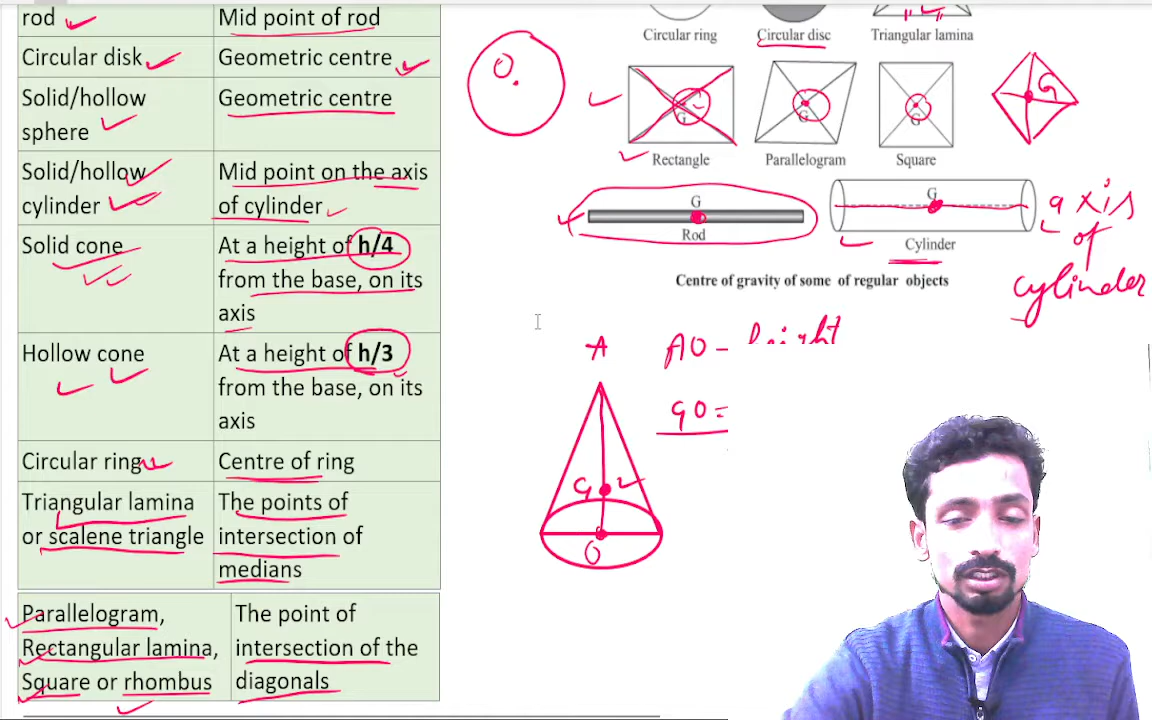 rod
Mid point of rod
Circular disk
Geometric centre
Solid/hollow
sphere
Geometric centre
Solid/hollow
cylinder
Mid point on the axis
of cylinder
Solid cone
At a height of h/4
from the base, on its
axis
Hollow cone
At a height of h/3
from the base, on its
axis
Circular ring
Centre of ring
Triangular lamina
or scalene triangle
The points of
intersection of
medians
Parallelogram,
Rectangular lamina,
Square or rhombus
The point of
intersection of the
diagonals
Circular ring
Circular disc
Triangular lamina
O
G
G
G
G
Rectangle
Parallelogram
Square
G
Rod
G
Cylinder
axis
of
cylinder
Centre of gravity of some of regular objects
A
AO - height
GO =
G
O